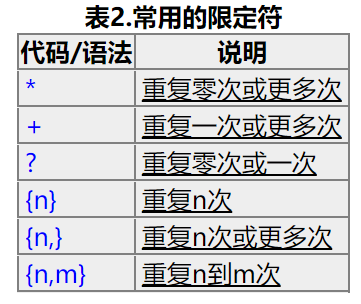 表2.常用的限定符
代码/语法 说明
* 重复零次或更多次
+ 重复一次或更多次
? 重复零次或一次
{n} 重复n次
{n,} 重复n次或更多次
{n,m} 重复n到m次